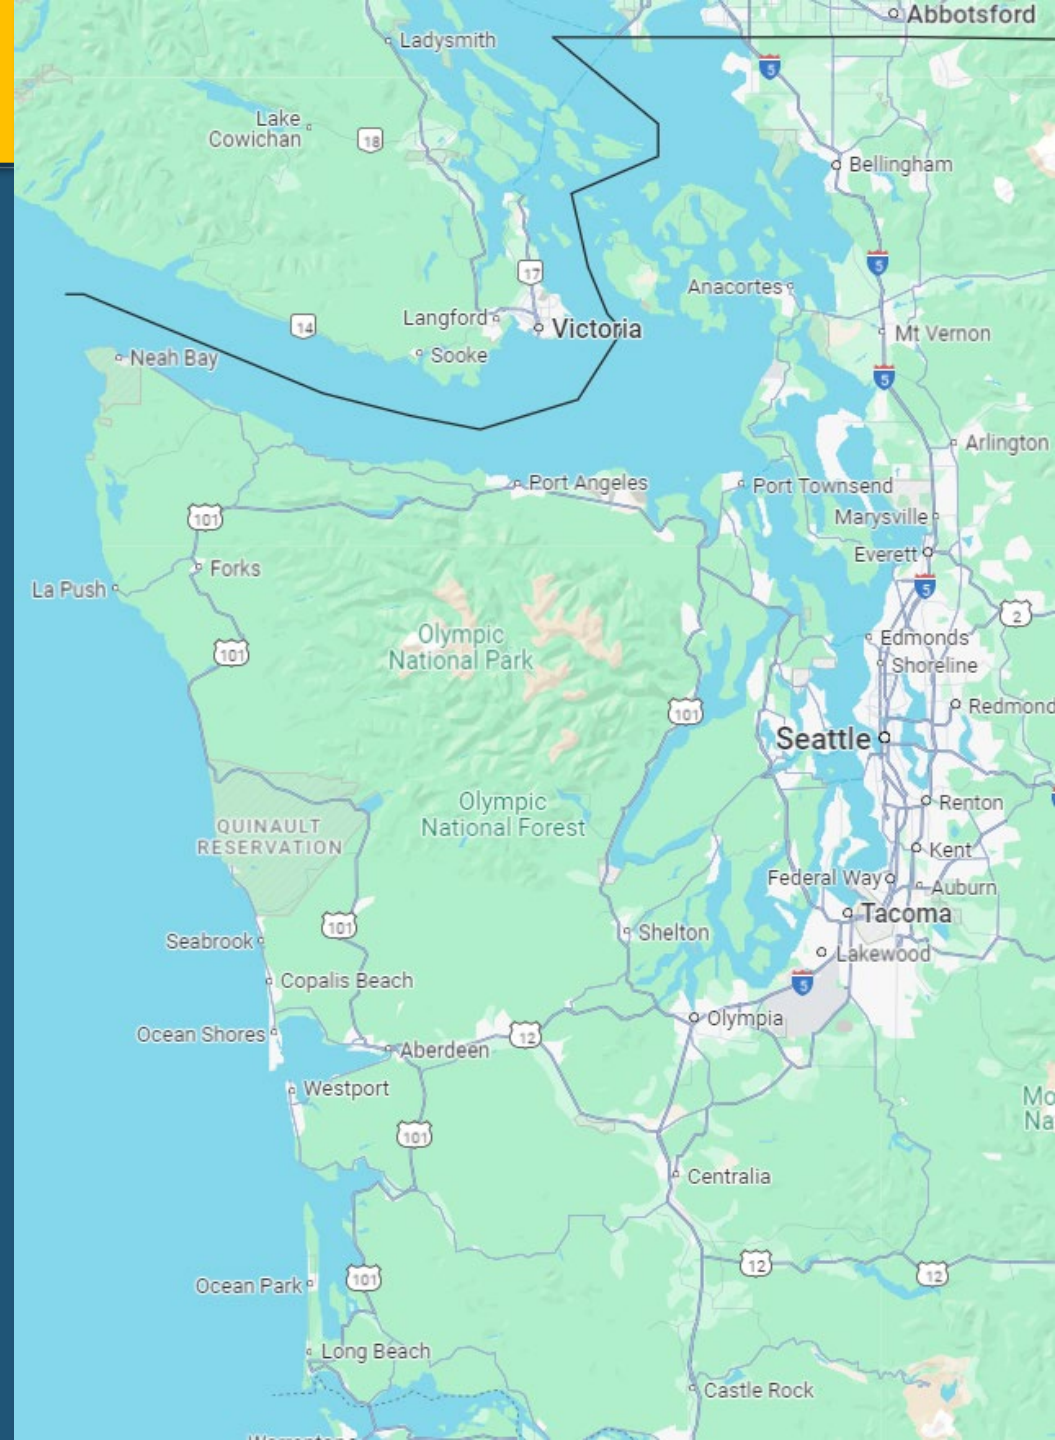 Abbotsford
Ladysmith
5
Lake
Cowichan
18
Bellingham
5
17
Anacortes
Langford
Victoria
14
Mt Vernon
Sooke
Neah Bay
5
Arlington
Port Angeles
Port Townsend
101
Marysville
Everett
Forks
La Push
5
2
Olympic
National Park
Edmonds
101
Shoreline
101
Redmond
Seattle
Olympic
National Forest
Renton
QUINAULT
RESERVATION
Kent
Federal Way
Auburn
Tacoma
101
Shelton
Seabrook
Lakewood
Copalis Beach
5
Olympia
Ocean Shores
12
Aberdeen
Westport
Mo
Na
101
Centralia
12
12
101
Ocean Park
Long Beach
Castle Rock